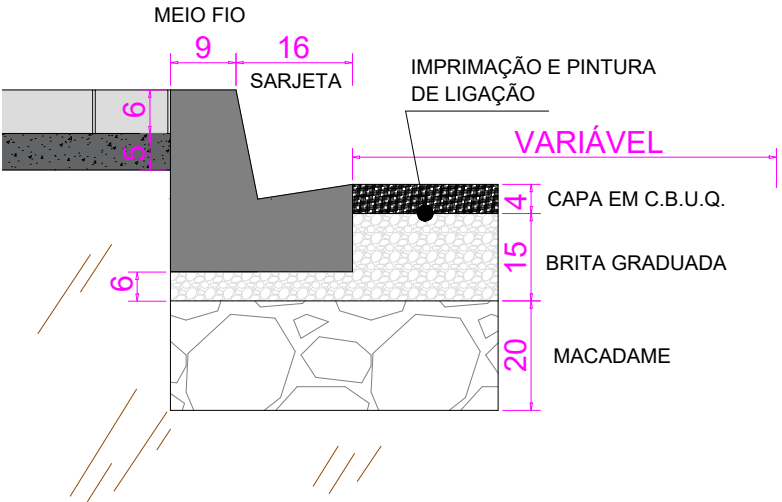 MEIO FIO
9
16
SARJETA
IMPRIMAÇÃO E PINTURA
DE LIGAÇÃO
6
5
VARIÁVEL
4
CAPA EM C.B.U.Q.
15
BRITA GRADUADA
6
20
MACADAME